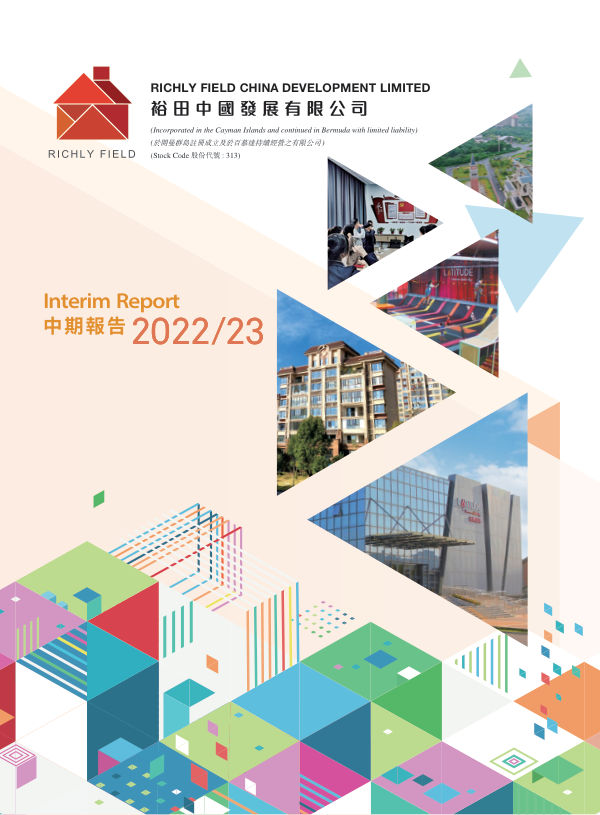 RICHLY FIELD CHINA DEVELOPMENT LIMITED
裕田中國發展有限公司
(Incorporated in the Cayman Islands and continued in Bermuda with limited liability)
(於開曼群島註冊成立及於百慕達持續經營之有限公司)
(Stock Code 股份代號 : 313)
RICHLY FIELD
LATITUDE
Interim Report
中期報告 2022/23